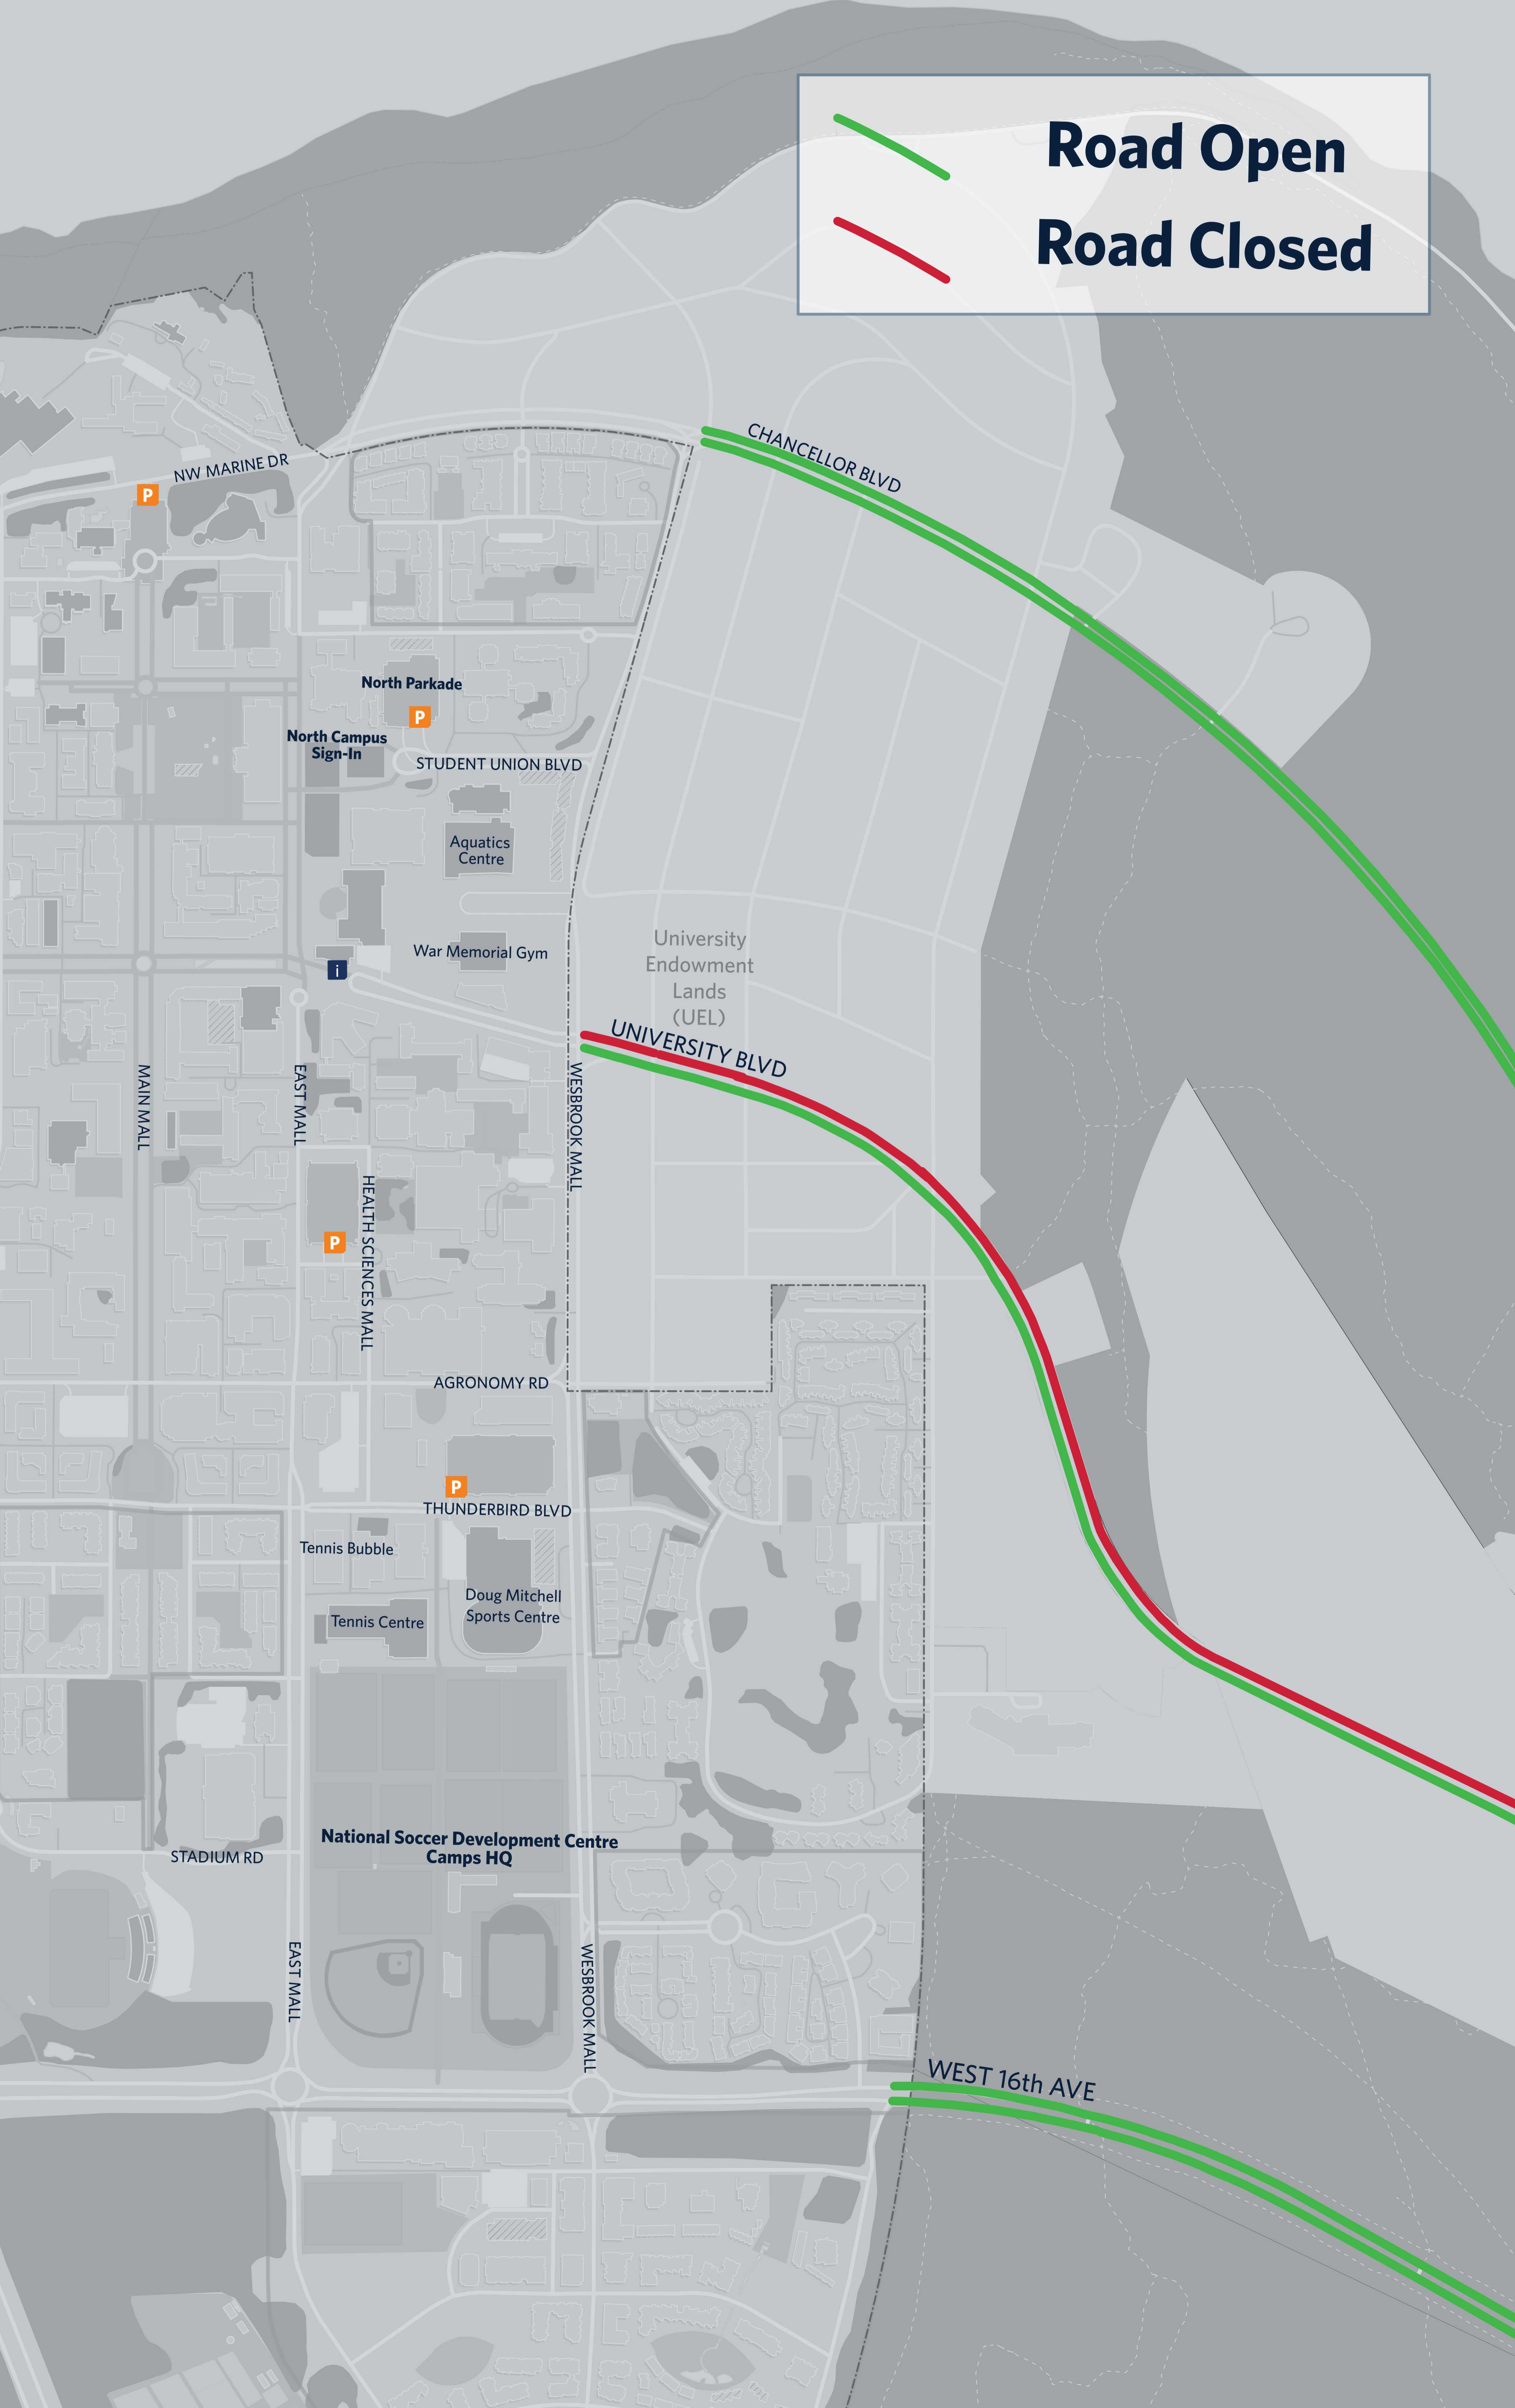 Road Open
Road Closed
CHANCELLOR BLVD
NW MARINE DR
P
North Parkade
P
North Campus
Sign-In
STUDENT UNION BLVD
Aquatics
Centre
War Memorial Gym
i
University
Endowment
Lands
(UEL)
UNIVERSITY BLVD
MAIN MALL
EAST MALL
WESBROOK MALL
HEALTH SCIENCES MALL
P
AGRONOMY RD
P
THUNDERBIRD BLVD
Tennis Bubble
Doug Mitchell
Sports Centre
Tennis Centre
National Soccer Development Centre
Camps HQ
STADIUM RD
EAST MALL
WESBROOK MALL
WEST 16th AVE